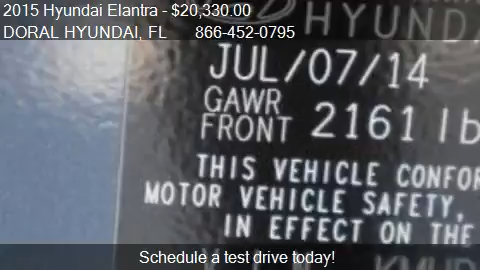 2015 Hyundai Elantra - $20,330.00
DORAL HYUNDAI, FL 866-452-0795
HYUND
JUL/07/14
GAWR
FRONT 2161 lb
THIS VEHICLE CONFOR
MOTOR VEHICLE SAFETY,
IN EFFECT ON THE
Schedule a test drive today!